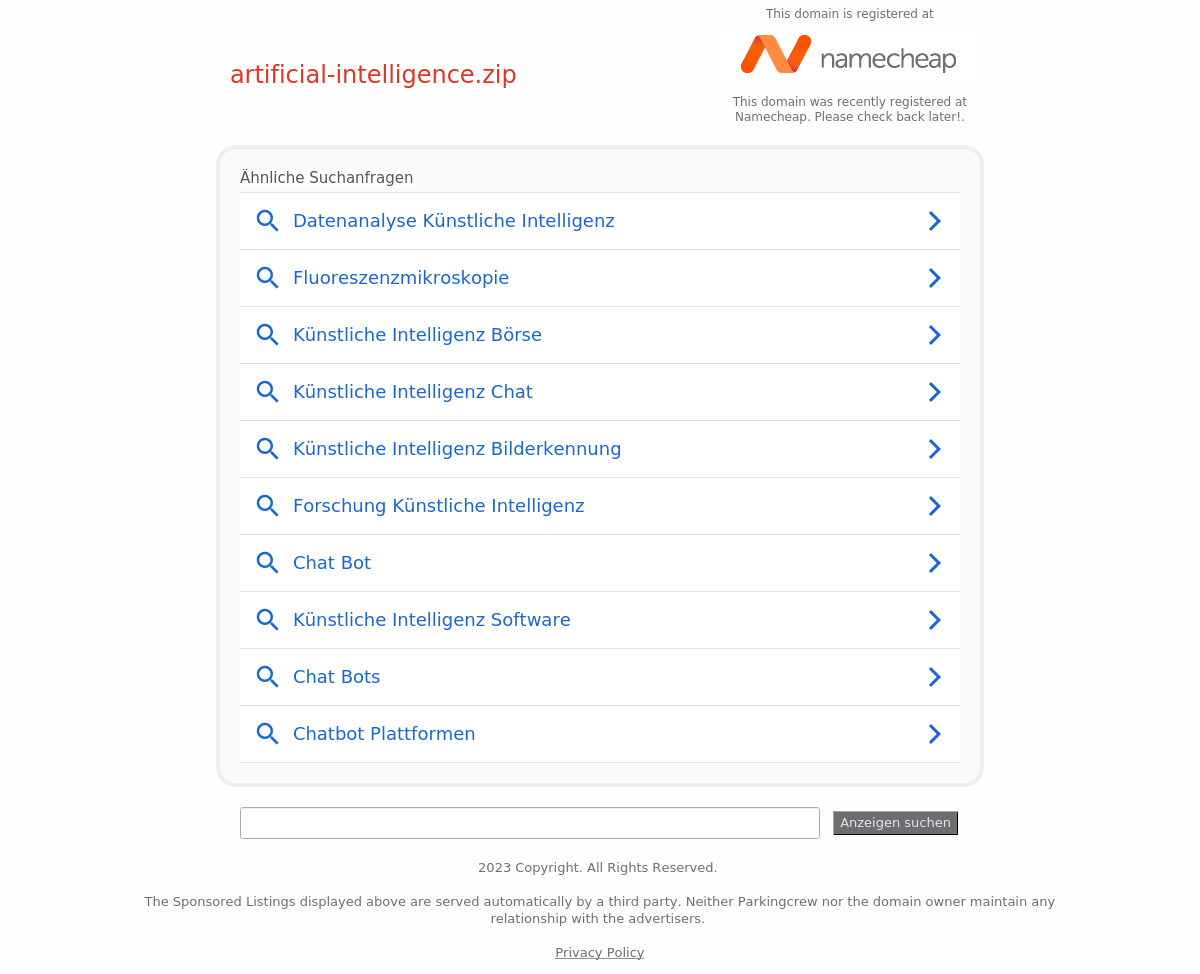 This domain is registered at
namecheap
artificial-intelligence.zip
This domain was recently registered at
Namecheap. Please check back later!.
Ähnliche Suchanfragen
Datenanalyse Künstliche Intelligenz
Fluoreszenzmikroskopie
Künstliche Intelligenz Börse
Künstliche Intelligenz Chat
Künstliche Intelligenz Bilderkennung
Forschung Künstliche Intelligenz
Chat Bot
Künstliche Intelligenz Software
Chat Bots
Chatbot Plattformen
Anzeigen suchen
2023 Copyright. All Rights Reserved.
The Sponsored Listings displayed above are served automatically by a third party. Neither Parkingcrew nor the domain owner maintain any
relationship with the advertisers.
Privacy Policy